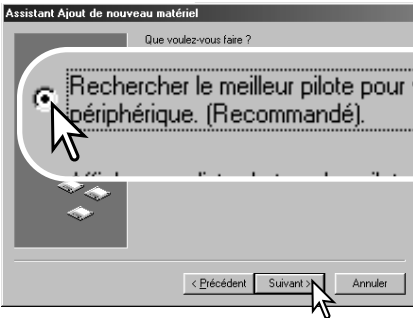 Assistant Ajout de nouveau matériel
Que voulez-vous faire ?
Rechercher le meilleur pilote pour
périphérique. (Recommandé).
< Précédent
Suivant >
Annuler